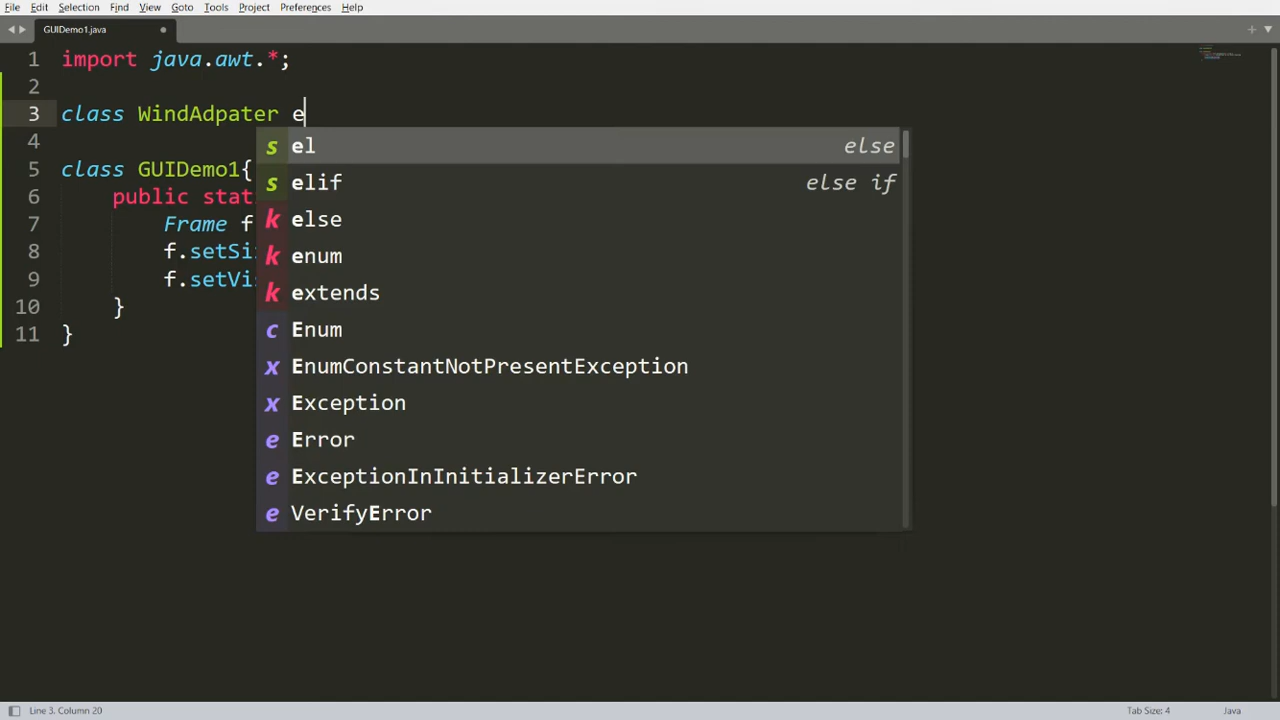 File Edit Selection Find View Goto Tools Project Preferences Help
GUIDemo1.java
1 import java.awt.*;
2
3 class WindAdpater e
4
5 class GUIDemo1{
6 public stat
7 Frame f
8 f.setSi
9 f.setVis
10 }
11 }
s el else
s elif else if
k else
k enum
k extends
c Enum
x EnumConstantNotPresentException
x Exception
e Error
e ExceptionInInitializerError
e VerifyError
Line 3, Column 20 Tab Size: 4 Java